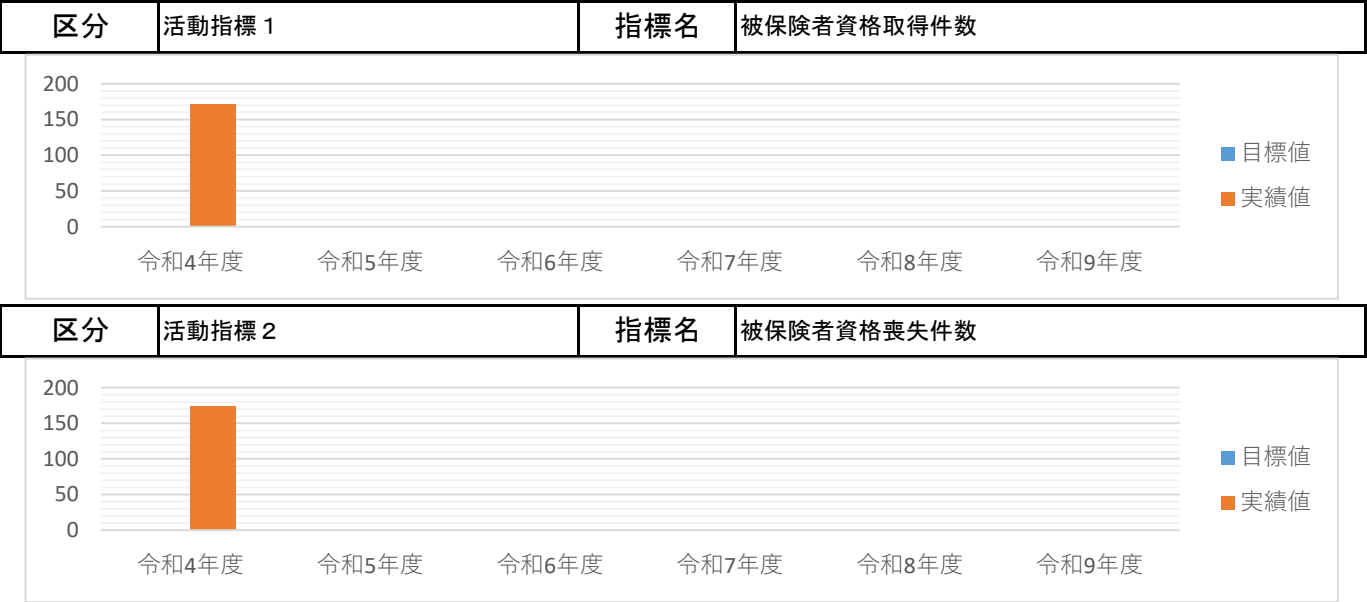 区分 活動指標１ 指標名 被保険者資格取得件数
200
150
100
50
0
目標値
実績値
令和4年度 令和5年度 令和6年度 令和7年度 令和8年度 令和9年度
区分 活動指標２ 指標名 被保険者資格喪失件数
200
150
100
50
0
目標値
実績値
令和4年度 令和5年度 令和6年度 令和7年度 令和8年度 令和9年度